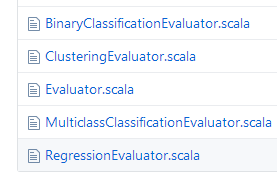 BinaryClassificationEvaluator.scala
ClusteringEvaluator.scala
Evaluator.scala
MulticlassClassificationEvaluator.scala
RegressionEvaluator.scala